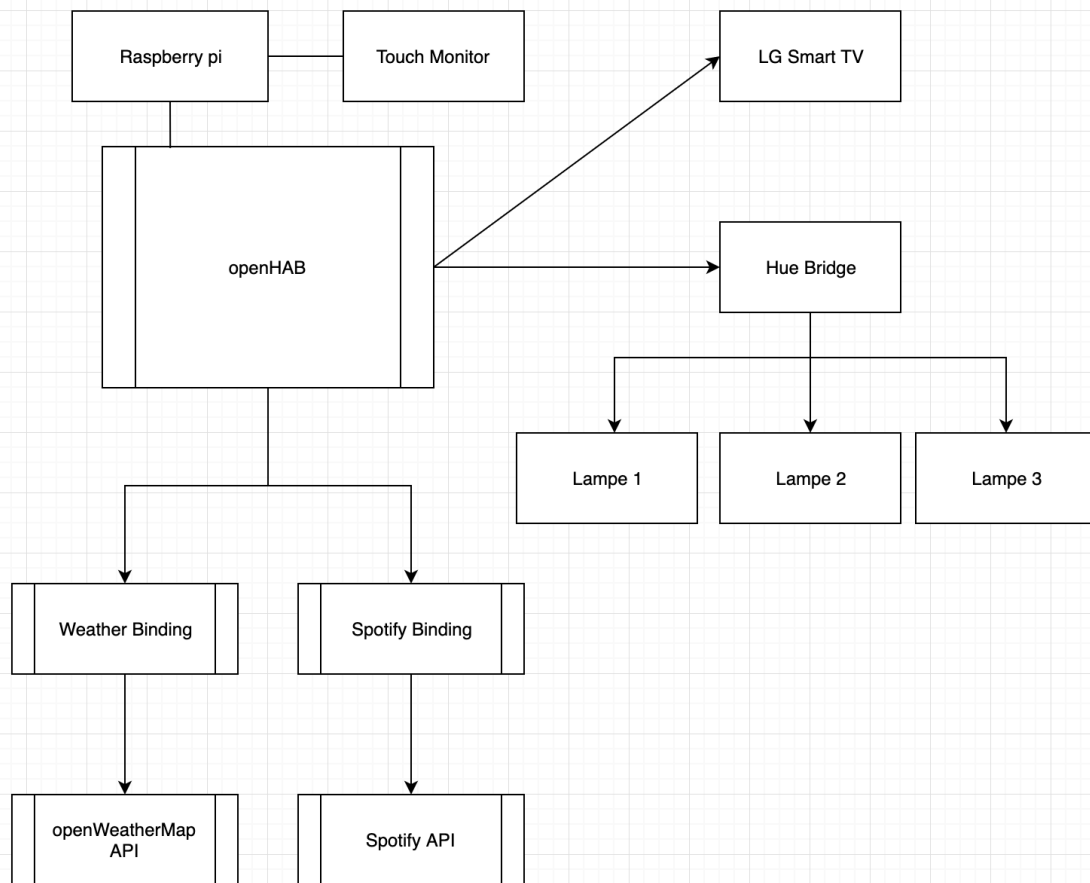 Raspberry pi
Touch Monitor
LG Smart TV
openHAB
Hue Bridge
Lampe 1
Lampe 2
Lampe 3
Weather Binding
Spotify Binding
openWeatherMap
API
Spotify API